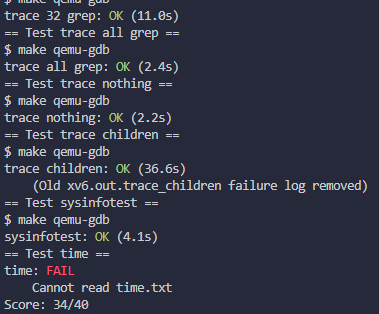 $ make qemu-gdb
trace 32 grep: OK (11.0s)
== Test trace all grep ==
$ make qemu-gdb
trace all grep: OK (2.4s)
== Test trace nothing ==
$ make qemu-gdb
trace nothing: OK (2.2s)
== Test trace children ==
$ make qemu-gdb
trace children: OK (36.6s)
    (Old xv6.out.trace_children failure log removed)
== Test sysinfotest ==
$ make qemu-gdb
sysinfotest: OK (4.1s)
== Test time ==
time: FAIL
    Cannot read time.txt
Score: 34/40